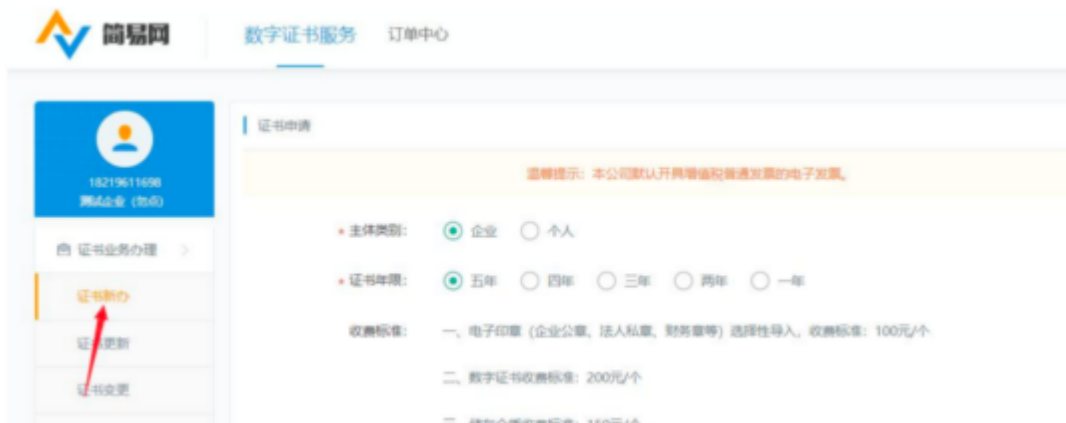 简易网
数字证书服务
订单中心
证书申请
温馨提示：本公司默认开具增值税普通发票的电子发票。
18219611698
测试企业（勿点）
证书业务办理
证书新办
证书更新
证书变更
* 主体类别： 企业 个人
* 证书年限： 五年 四年 三年 两年 一年
收费标准： 一、电子印章（企业公章、法人私章、财务章等）选择性导入，收费标准：100元/个
二、数字证书收费标准：200元/个